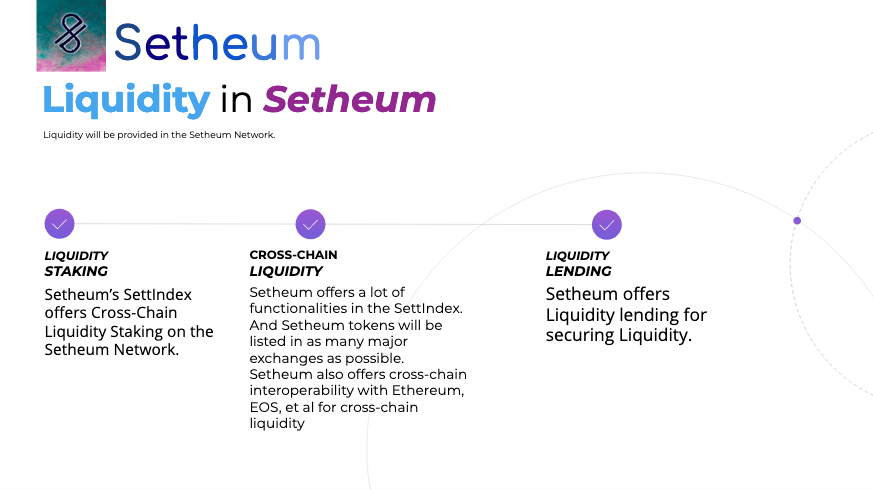 Setheum
Liquidity in Setheum
Liquidity will be provided in the Setheum Network.
LIQUIDITY
STAKING
Setheum’s SettIndex
offers Cross-Chain
Liquidity Staking on the
Setheum Network.
CROSS-CHAIN
LIQUIDITY
Setheum offers a lot of
functionalities in the SettIndex.
And Setheum tokens will be
listed in as many major
exchanges as possible.
Setheum also offers cross-chain
interoperability with Ethereum,
EOS, et al for cross-chain
liquidity
LIQUIDITY
LENDING
Setheum offers
Liquidity lending for
securing Liquidity.